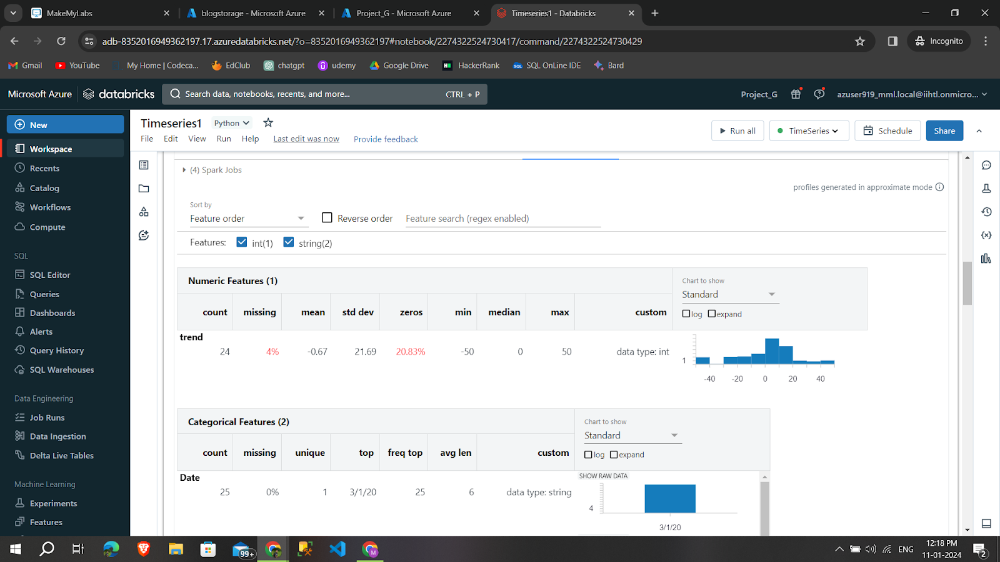 MakeMyLabs
blogstorage - Microsoft Azure
Project_G - Microsoft Azure
Timeseries1 - Databricks
adb-8352016949362197.17.azuredatabricks.net/?o=8352016949362197#notebook/2274322524730417/command/2274322524730429
Incognito
Gmail YouTube My Home | Codeca... EdClub chatgpt udemy Google Drive HackerRank SQL OnLine IDE Bard
Microsoft Azure databricks Search data, notebooks, recents, and more... CTRL + P Project_G azuser919_mml.local@iihtl.onmicro...
New
Workspace
Recents
Catalog
Workflows
Compute
SQL
SQL Editor
Queries
Dashboards
Alerts
Query History
SQL Warehouses
Data Engineering
Job Runs
Data Ingestion
Delta Live Tables
Machine Learning
Experiments
Features
Timeseries1 Python
File Edit View Run Help Last edit was now Provide feedback
Run all TimeSeries Schedule Share
(4) Spark Jobs
profiles generated in approximate mode
Sort by
Feature order Reverse order Feature search (regex enabled)
Features: int(1) string(2)
Numeric Features (1)
Chart to show
Standard
log expand
count missing mean std dev zeros min median max custom
trend
24 4% -0.67 21.69 20.83% -50 0 50 data type: int
1
-40 -20 0 20 40
Categorical Features (2)
Chart to show
Standard
log expand
count missing unique top freq top avg len custom
Date
25 0% 1 3/1/20 25 6 data type: string
SHOW RAW DATA
4
3/1/20
99+
M
ENG
12:18 PM
11-01-2024
2